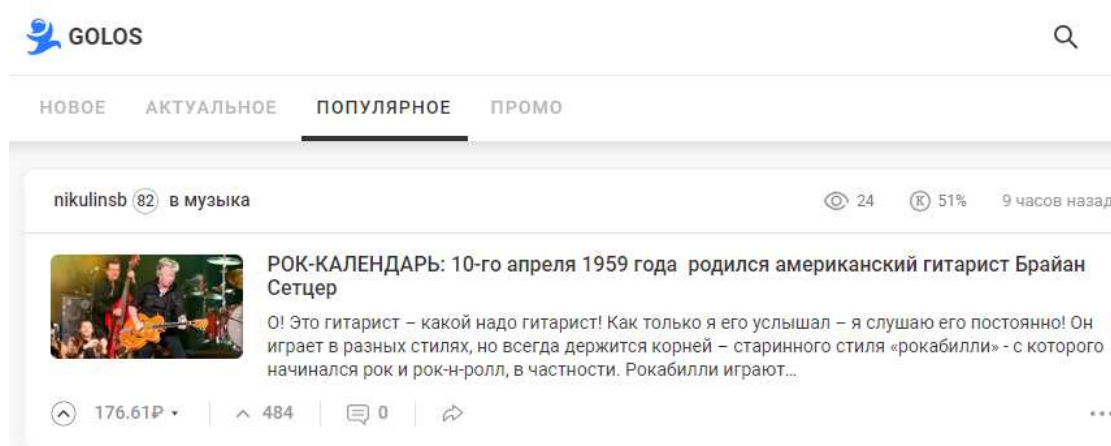 GOLOS
НОВОЕ АКТУАЛЬНОЕ ПОПУЛЯРНОЕ ПРОМО
nikulinsb 82 в музыка 24 К 51% 9 часов назад
РОК-КАЛЕНДАРЬ: 10-го апреля 1959 года родился американский гитарист Брайан
Сетцер
О! Это гитарист – какой надо гитарист! Как только я его услышал – я слушаю его постоянно! Он
играет в разных стилях, но всегда держится корней – старинного стиля «рокабилли» - с которого
начинался рок и рок-н-ролл, в частности. Рокабилли играют...
176.61₽ 484 0